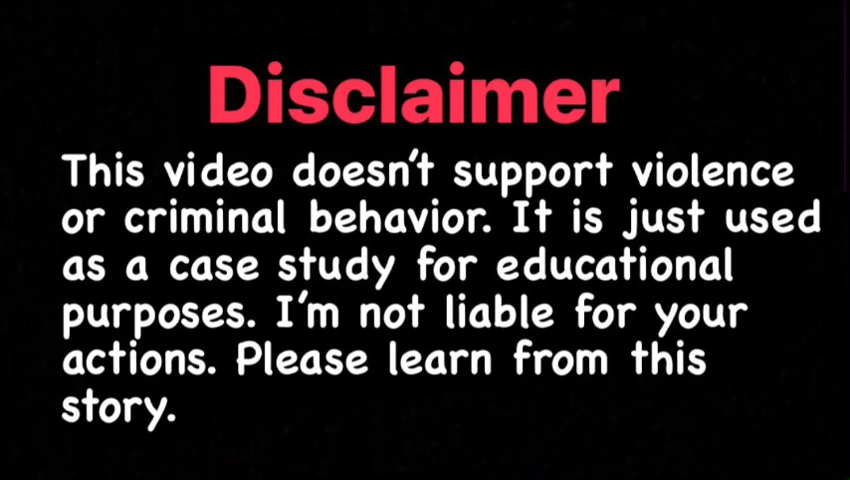 Disclaimer
This video doesn't support violence
or criminal behavior. It is just used
as a case study for educational
purposes. I'm not liable for your
actions. Please learn from this
story.